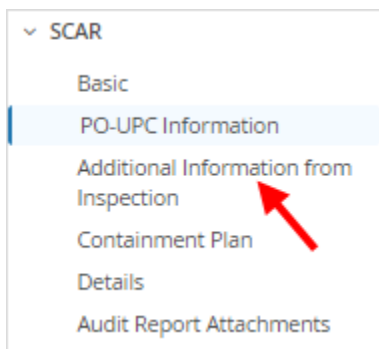 SCAR
Basic
PO-UPC Information
Additional Information from
Inspection
Containment Plan
Details
Audit Report Attachments